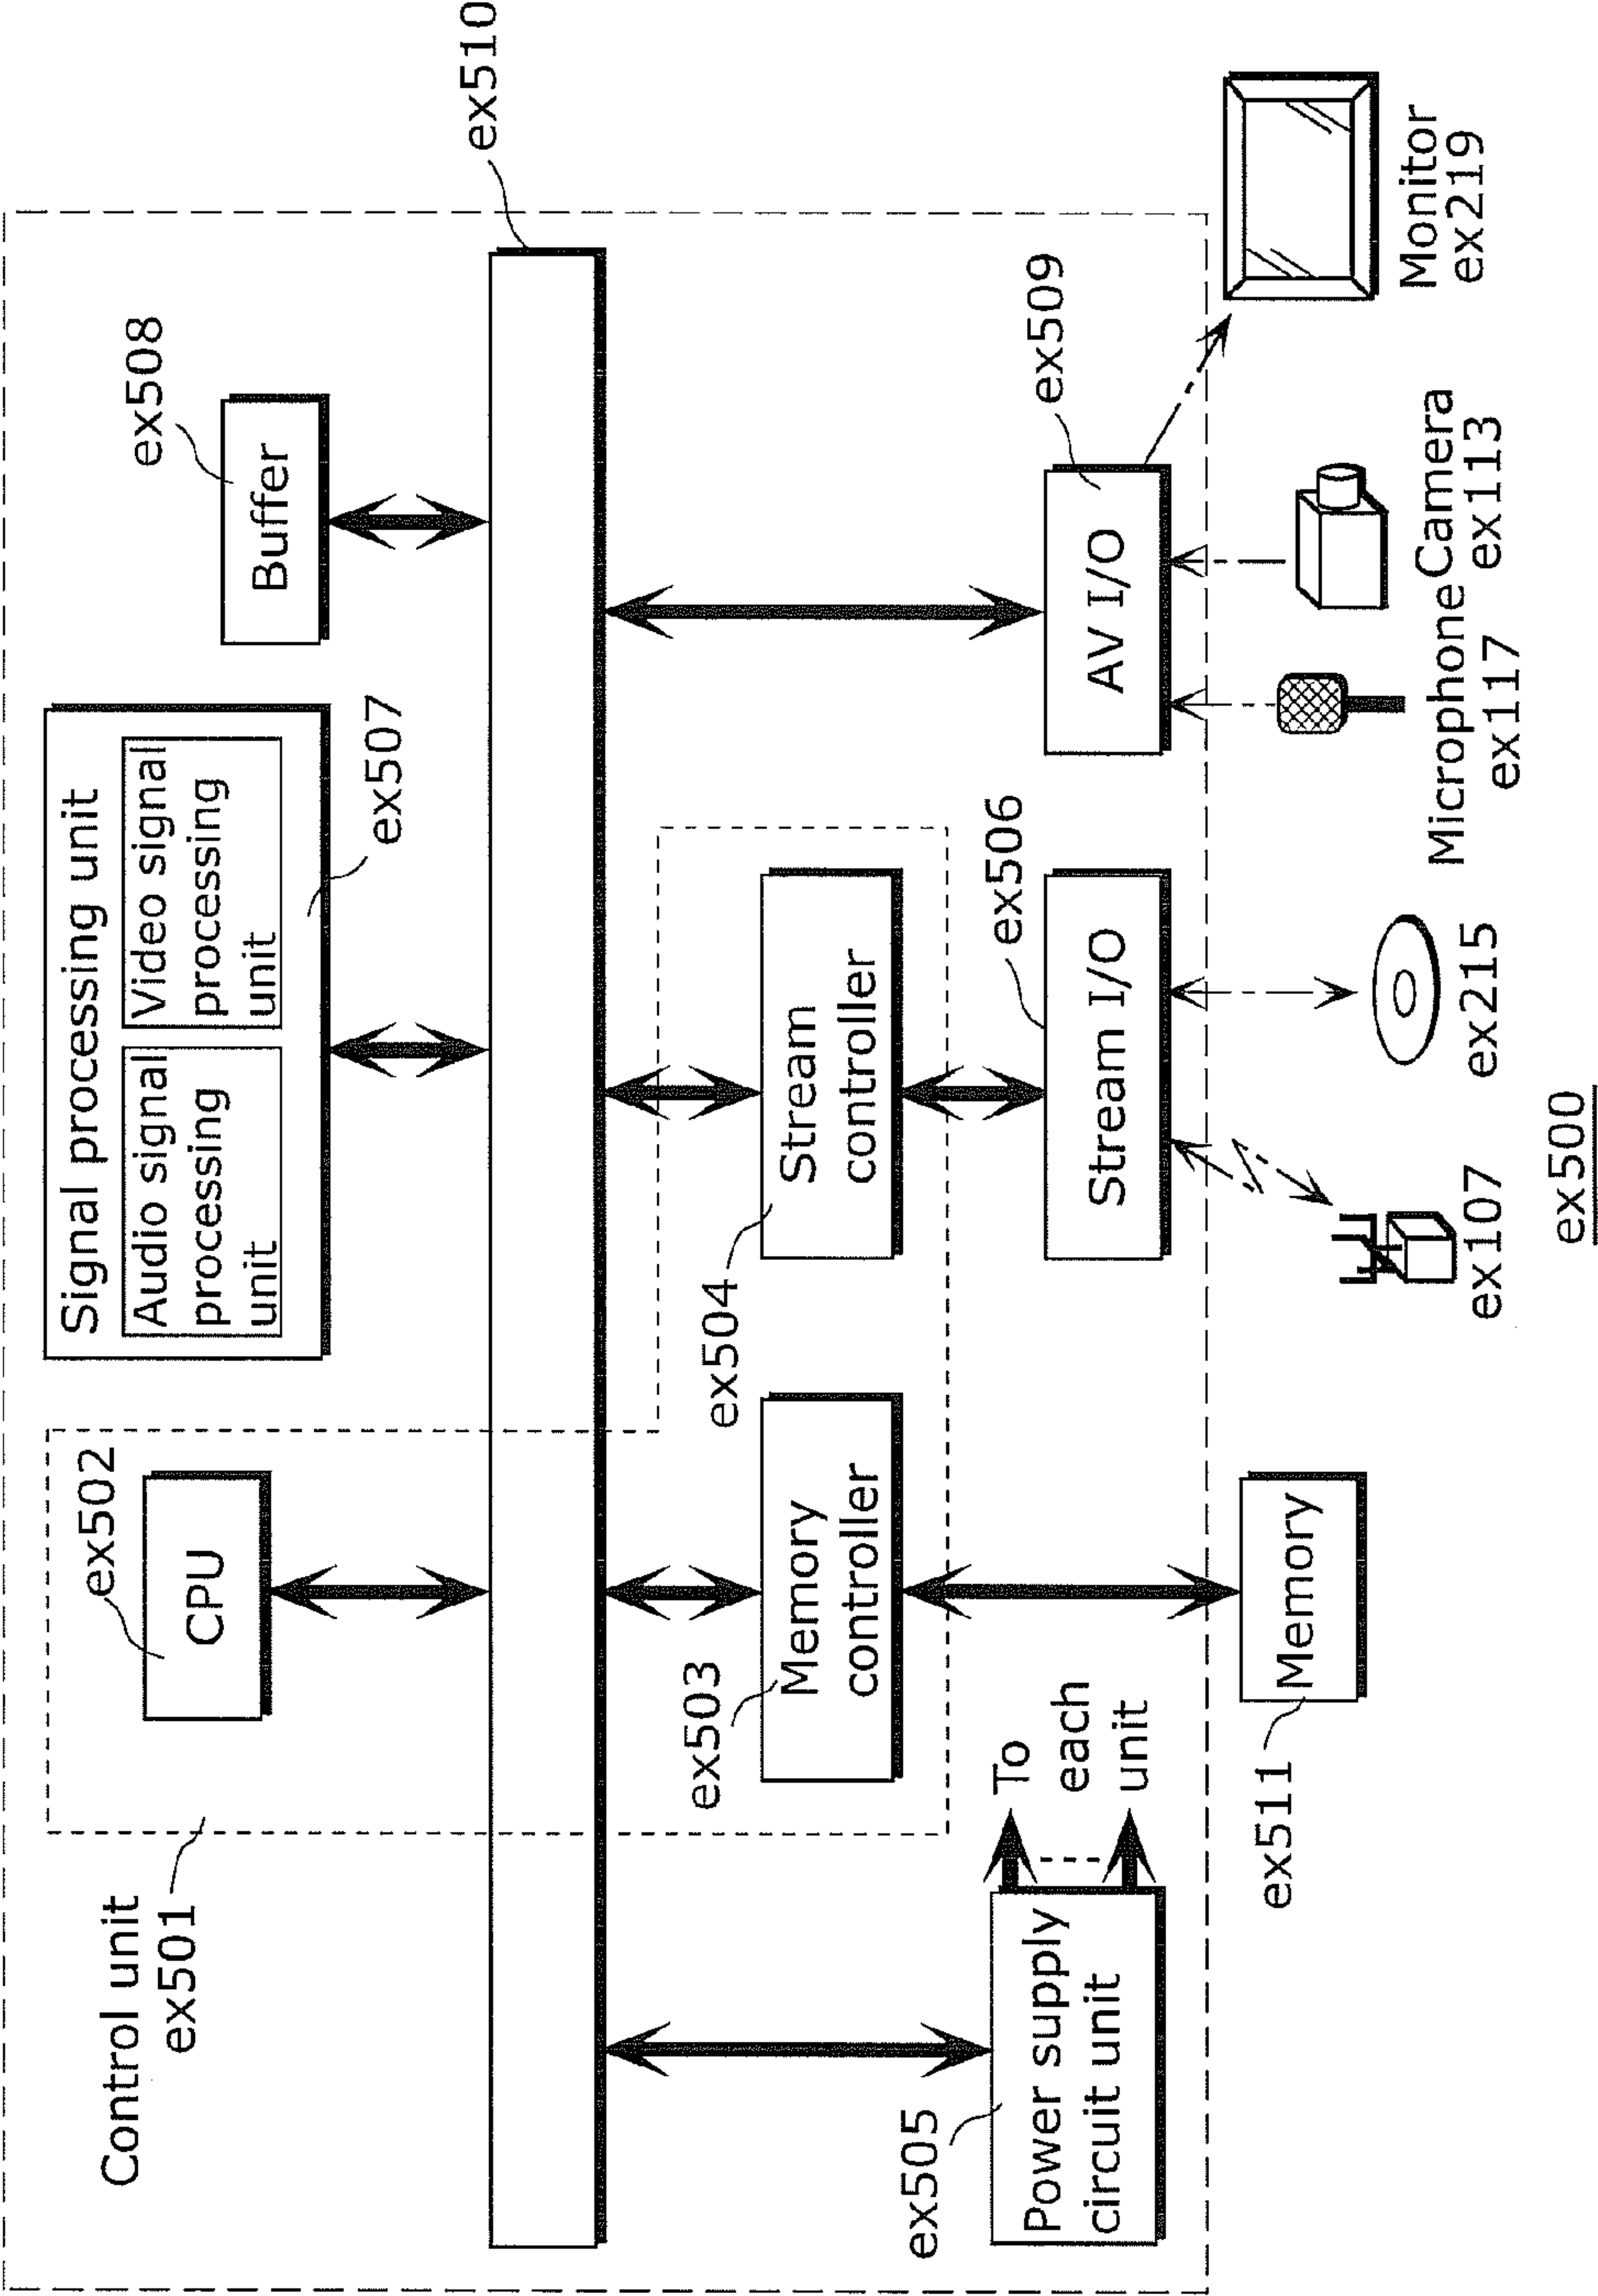 Control unit
ex501
ex502
CPU
Signal processing unit
Audio signal
processing
unit
Video signal
processing
unit
ex507
ex508
Buffer
ex510
ex503
Memory
controller
ex504
Stream
controller
ex505
Power supply
circuit unit
To
each
unit
ex506
Stream I/O
ex509
AV I/O
ex511
Memory
ex107
ex215
Microphone
ex117
Camera
ex113
Monitor
ex219
ex500